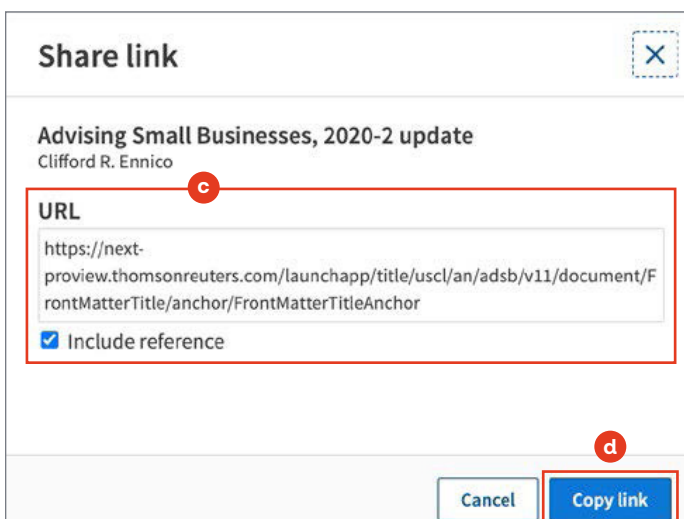 Share link
Advising Small Businesses, 2020-2 update
Clifford R. Ennico
c
URL
https://next-
proview.thomsonreuters.com/launchapp/title/uscl/an/adsb/v11/document/F
rontMatterTitle/anchor/FrontMatterTitleAnchor
Include reference
d
Cancel Copy link